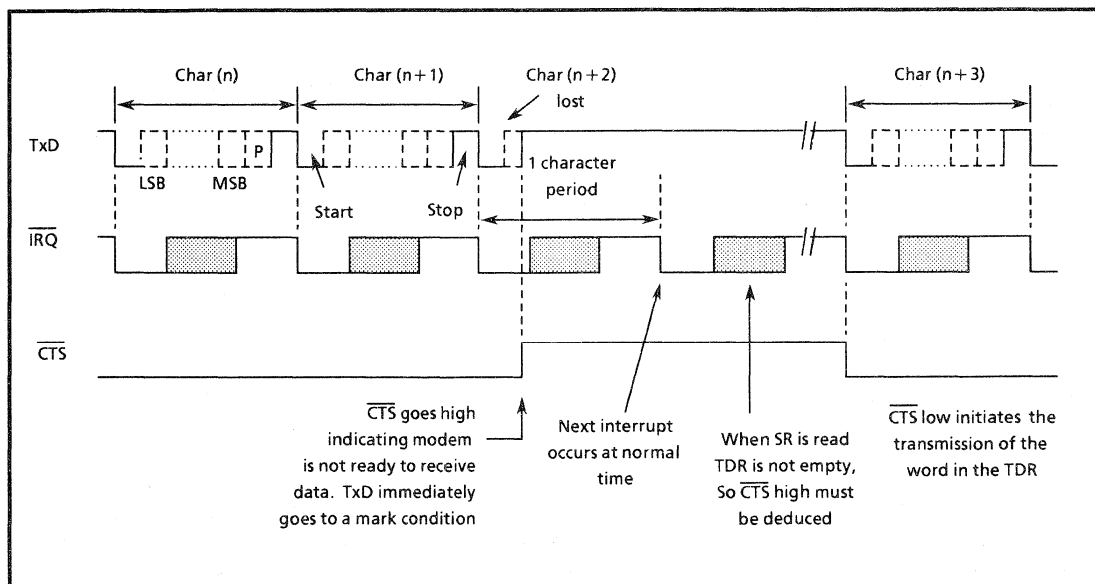 Char (n)
Char (n + 1)
Char (n + 2)
lost
Char (n + 3)
TxD
P
LSB
MSB
Start
Stop
1 character
period
IRQ
CTS
CTS goes high
indicating modem
is not ready to receive
data. TxD immediately
goes to a mark condition
Next interrupt
occurs at normal
time
When SR is read
TDR is not empty,
So CTS high must
be deduced
CTS low initiates the
transmission of the
word in the TDR